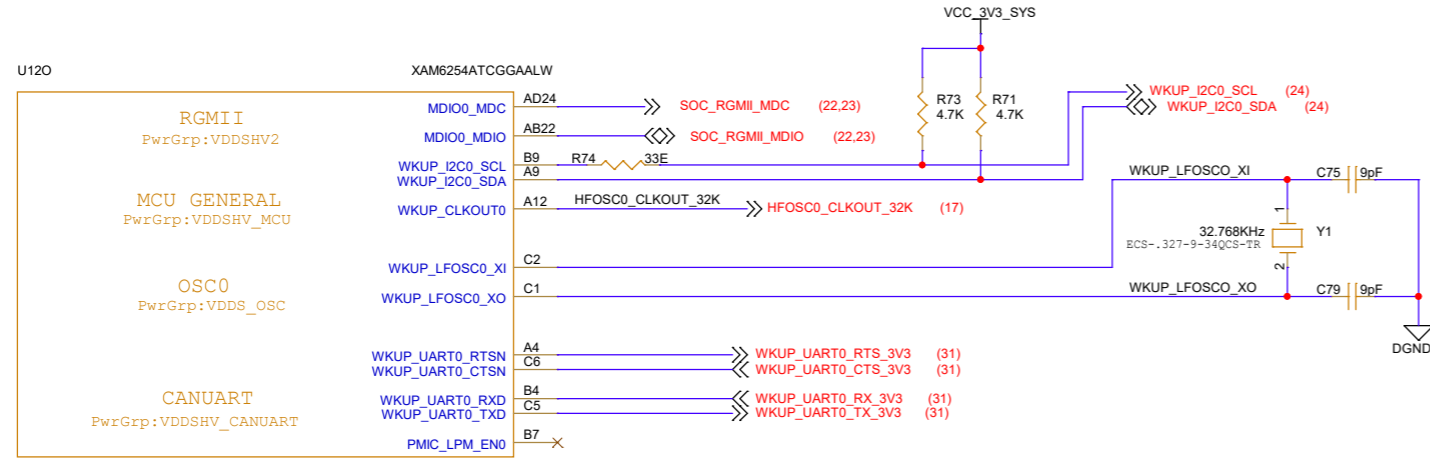 VCC_3V3_SYS
U12O XAM6254ATCGGAALW
RGMII
PwrGrp:VDDSHV2
MDIO0_MDC AD24 SOC_RGMII_MDC (22,23)
MDIO0_MDIO AB22 SOC_RGMII_MDIO (22,23)
R73 4.7K
R71 4.7K
WKUP_I2C0_SCL (24)
WKUP_I2C0_SDA (24)
WKUP_I2C0_SCL B9 R74 33E
WKUP_I2C0_SDA A9
MCU GENERAL
PwrGrp:VDDSHV_MCU
WKUP_CLKOUT0 A12 HFOSC0_CLKOUT_32K HFOSC0_CLKOUT_32K (17)
WKUP_LFOSCO_XI C75 9pF
1
32.768KHz Y1
ECS-.327-9-34QCS-TR
2
WKUP_LFOSC0_XI C2
OSC0
PwrGrp:VDDS_OSC
WKUP_LFOSC0_XO C1 WKUP_LFOSCO_XO C79 9pF
DGND
WKUP_UART0_RTSN A4 WKUP_UART0_RTS_3V3 (31)
WKUP_UART0_CTSN C6 WKUP_UART0_CTS_3V3 (31)
CANUART
PwrGrp:VDDSHV_CANUART
WKUP_UART0_RXD B4 WKUP_UART0_RX_3V3 (31)
WKUP_UART0_TXD C5 WKUP_UART0_TX_3V3 (31)
PMIC_LPM_EN0 B7